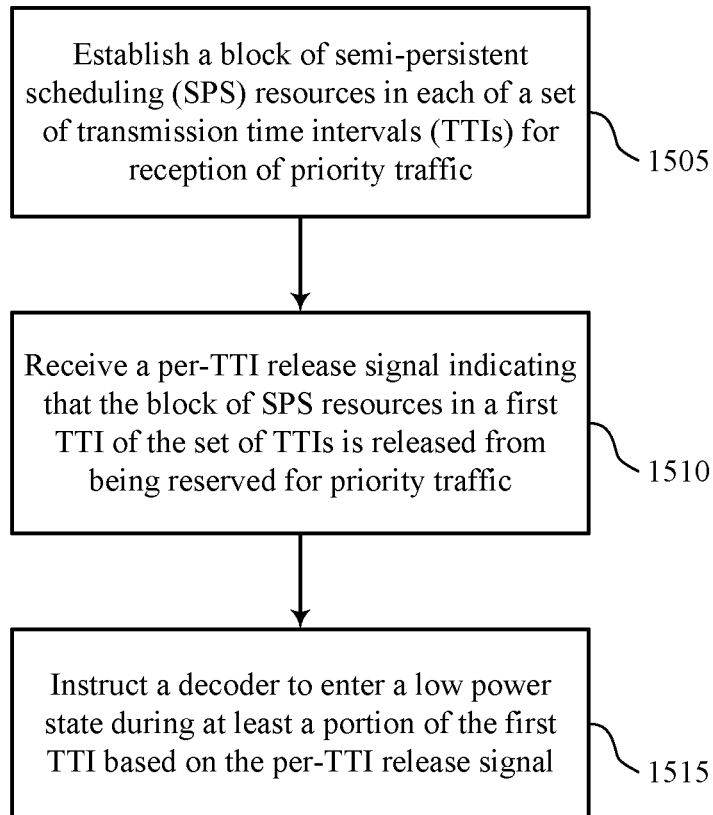 Establish a block of semi-persistent
scheduling (SPS) resources in each of a set
of transmission time intervals (TTIs) for
reception of priority traffic
1505
Receive a per-TTI release signal indicating
that the block of SPS resources in a first
TTI of the set of TTIs is released from
being reserved for priority traffic
1510
Instruct a decoder to enter a low power
state during at least a portion of the first
TTI based on the per-TTI release signal
1515